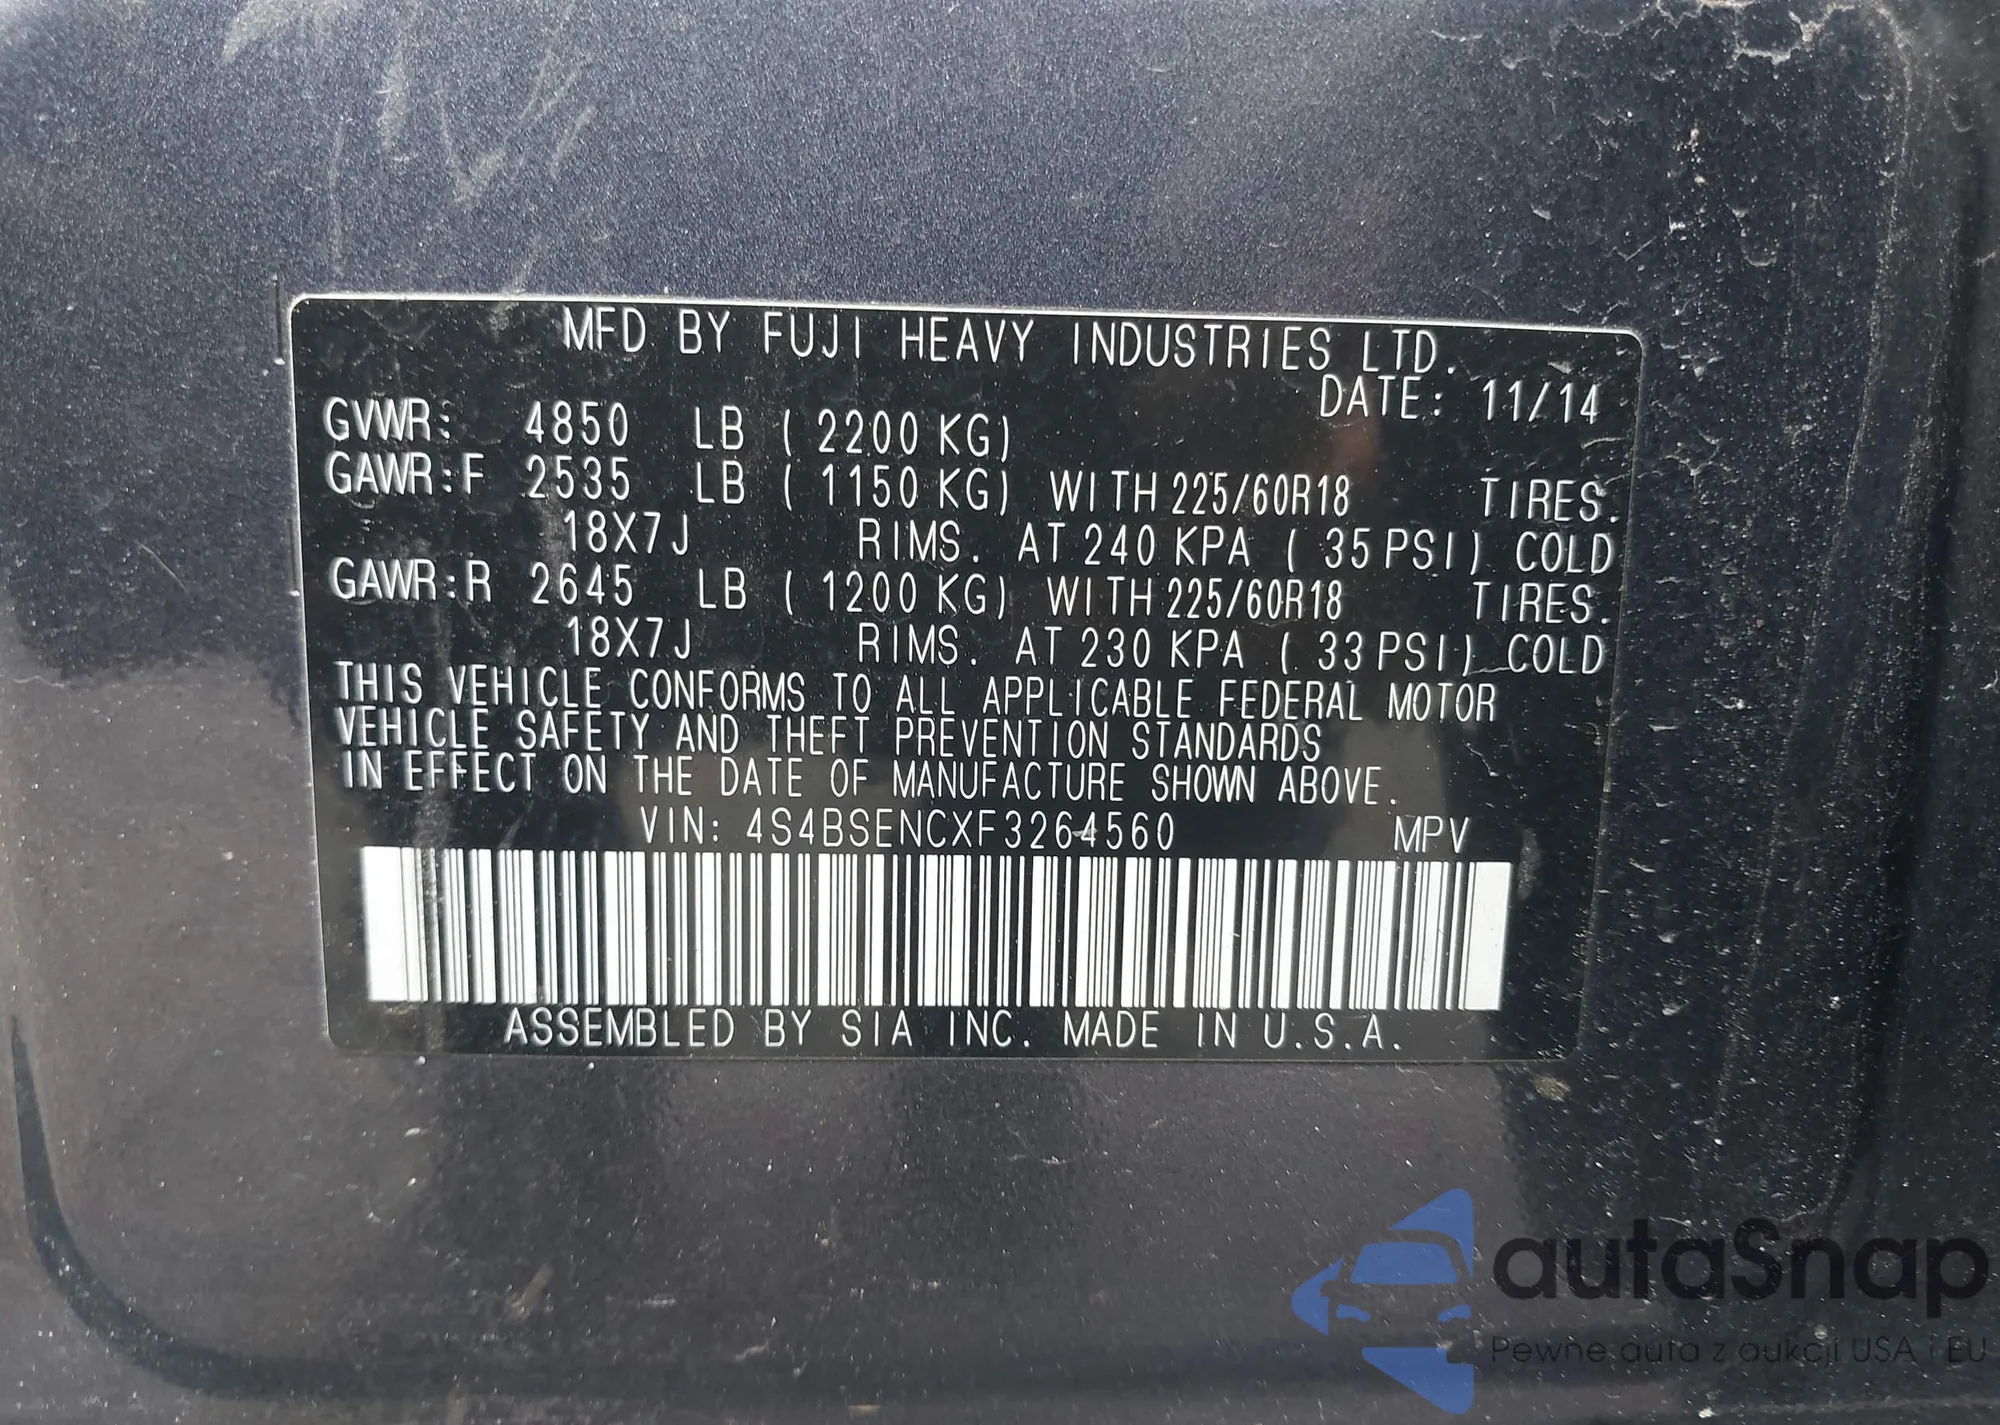 MFD BY FUJI HEAVY INDUSTRIES LTD.
DATE: 11/14
GVWR: 4850 LB ( 2200 KG)
GAWR:F 2535 LB ( 1150 KG) WITH 225/60R18 TIRES.
18X7J RIMS. AT 240 KPA ( 35 PSI) COLD
GAWR:R 2645 LB ( 1200 KG) WITH 225/60R18 TIRES.
18X7J RIMS. AT 230 KPA ( 33 PSI) COLD
THIS VEHICLE CONFORMS TO ALL APPLICABLE FEDERAL MOTOR
VEHICLE SAFETY AND THEFT PREVENTION STANDARDS
IN EFFECT ON THE DATE OF MANUFACTURE SHOWN ABOVE.
VIN: 4S4BSENCXF3264560 MPV
ASSEMBLED BY SIA INC. MADE IN U.S.A.
autaSnap
Pewne auta z aukcji USA i EU